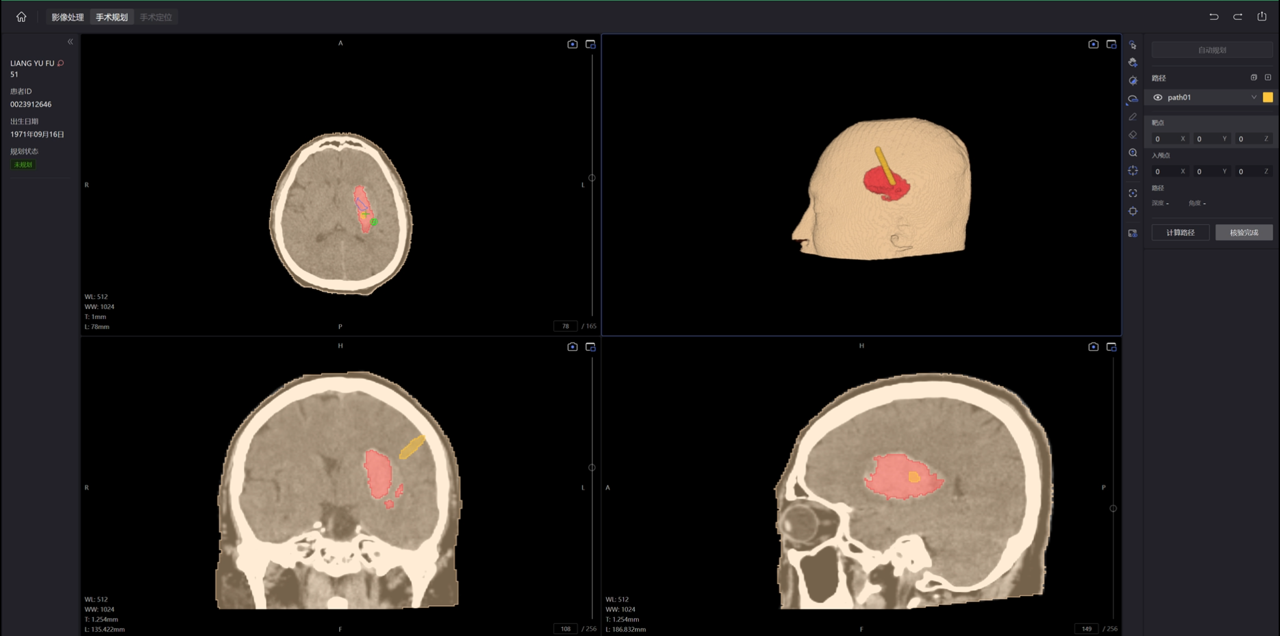 影像处理 手术规划 手术定位
LIANG YU FU
51
患者ID
0023912646
出生日期
1971年09月16日
规划状态
未规划
A
R
L
WL: 512
WW: 1024
T: 1mm
L: 78mm
P
78 / 165
H
R
L
WL: 512
WW: 1024
T: 1.254mm
L: 135.422mm
F
108 / 256
H
A
P
WL: 512
WW: 1024
T: 1.254mm
L: 186.832mm
F
149 / 256
自动规划
路径
path01
靶点
0 X 0 Y 0 Z
入颅点
0 X 0 Y 0 Z
路径
深度 - 角度 -
计算路径 核验完成